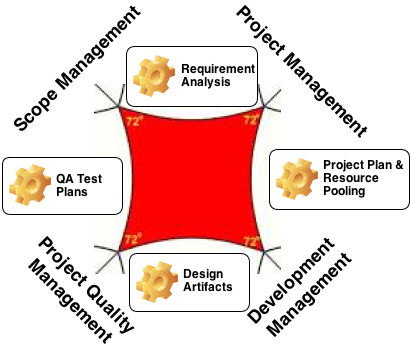 Scope Management
Project Management
Requirement
Analysis
72°
72°
QA Test
Plans
Project Plan &
Resource
Pooling
72°
72°
Project Quality
Management
Design
Artifacts
Development
Management